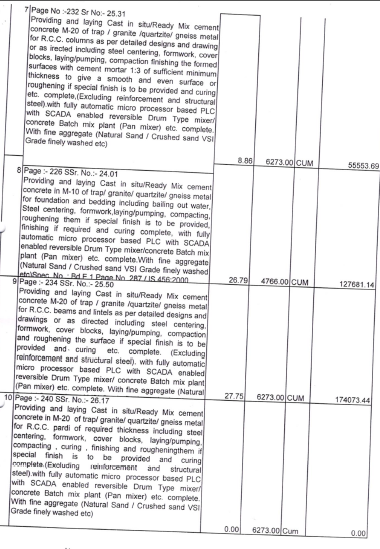 7 Page No :-232 Sr No:- 25.31
Providing and laying Cast in situ/Ready Mix cement
concrete M-20 of trap / granite /quartzite/ gneiss metal
for R.C.C. columns as per detailed designs and drawing
or as irected including steel centering, formwork, cover
blocks, laying/pumping, compaction finishing the formed
surfaces with cement mortar 1:3 of sufficient minimum
thickness to give a smooth and even surface or
roughening if special finish is to be provided and curing
etc. complete,(Excluding reinforcement and structural
steel).with fully automatic micro processor based PLC
with SCADA enabled reversible Drum Type mixer/
concrete Batch mix plant (Pan mixer) etc. complete.
With fine aggregate (Natural Sand / Crushed sand VSI
Grade finely washed etc)
8.86 6273.00 CUM 55553.69
8 Page :- 226 SSr. No.:- 24.01
Providing and laying Cast in situ/Ready Mix cement
concrete in M-10 of trap/ granite/ quartzite/ gneiss metal
for foundation and bedding including bailing out water,
Steel centering, formwork,laying/pumping, compacting,
roughening them if special finish is to be provided,
finishing if required and curing complete, with fully
automatic micro processor based PLC with SCADA
enabled reversible Drum Type mixer/concrete Batch mix
plant (Pan mixer) etc. complete.With fine aggregate
(Natural Sand / Crushed sand VSI Grade finely washed
etc)Spec. No.: Bd.E.1 Page No. 287 / IS 456:2000
26.79 4766.00 CUM 127681.14
9 Page :- 234 SSr. No.:- 25.50
Providing and laying Cast in situ/Ready Mix cement
concrete M-20 of trap / granite /quartzite/ gneiss metal
for R.C.C. beams and lintels as per detailed designs and
drawings or as directed including steel centering,
formwork, cover blocks, laying/pumping, compaction
and roughening the surface if special finish is to be
provided and curing etc. complete. (Excluding
reinforcement and structural steel). with fully automatic
micro processor based PLC with SCADA enabled
reversible Drum Type mixer/ concrete Batch mix plant
(Pan mixer) etc. complete. With fine aggregate (Natural
27.75 6273.00 CUM 174073.44
10 Page :- 240 SSr. No:- 26.17
Providing and laying Cast in situ/Ready Mix cement
concrete in M-20 of trap/ granite/ quartzite/ gneiss metal
for R.C.C. pardi of required thickness including steel
centering, formwork, cover blocks, laying/pumping,
compacting , curing , finishing and rougheningthem if
special finish is to be provided and curing
complete.(Excluding reinforcement and structural
steel).with fully automatic micro processor based PLC
with SCADA enabled reversible Drum Type mixer/
concrete Batch mix plant (Pan mixer) etc. complete.
With fine aggregate (Natural Sand / Crushed sand VSI
Grade finely washed etc)
0.00 6273.00 Cum 0.00